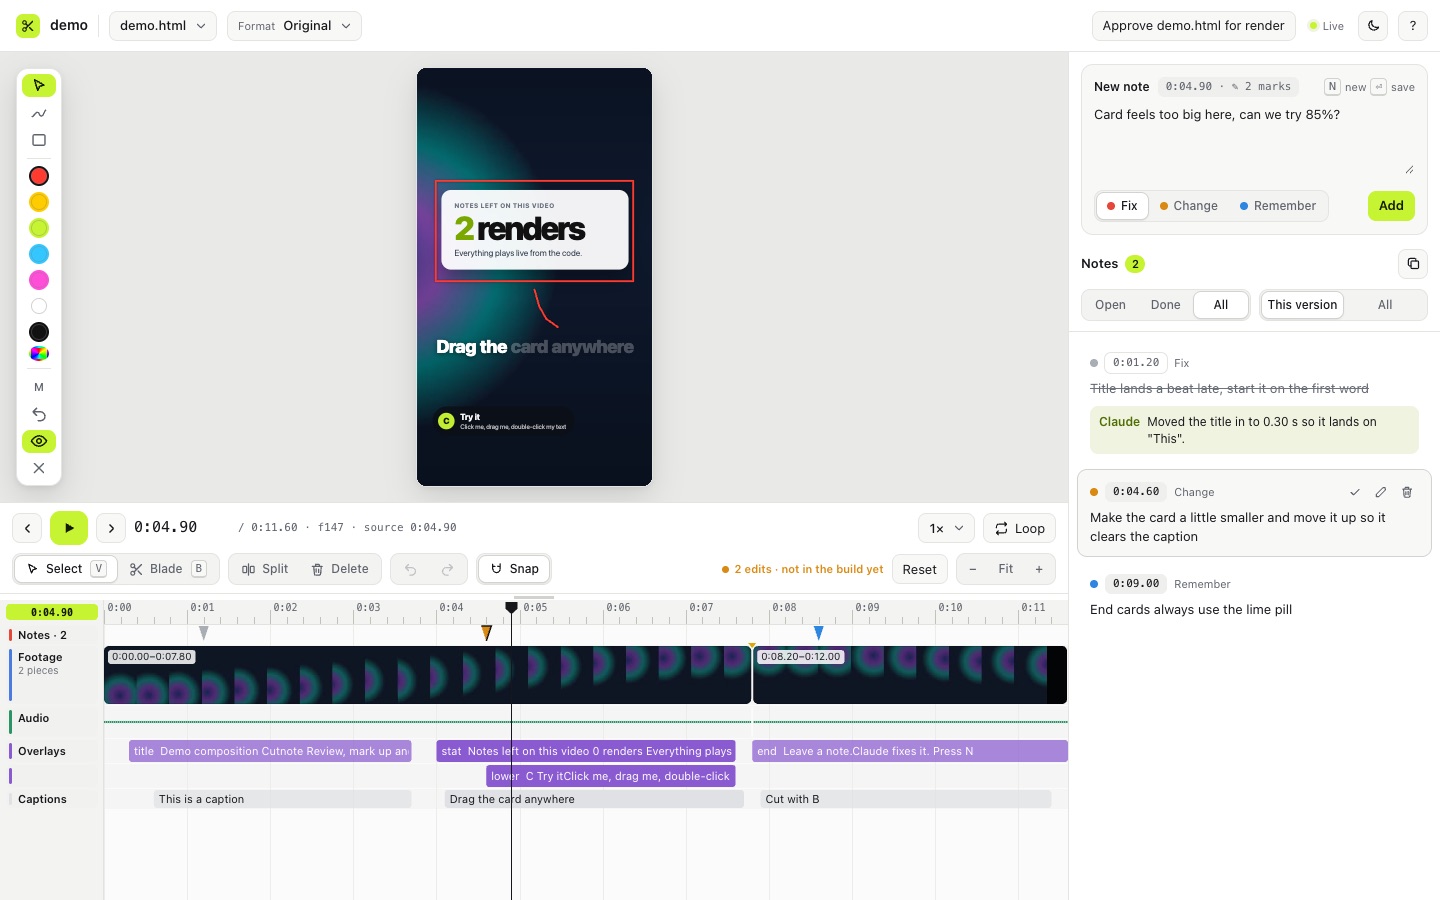 demo
demo.html
Format Original
Approve demo.html for render
Live
?
New note
0:04.90 · ✎ 2 marks
N new ⏎ save
Card feels too big here, can we try 85%?
Fix
Change
Remember
Add
Notes 2
Open
Done
All
This version
All
0:01.20 Fix
Title lands a beat late, start it on the first word
Claude Moved the title in to 0.30 s so it lands on
"This".
0:04.60 Change
Make the card a little smaller and move it up so it
clears the caption
0:09.00 Remember
End cards always use the lime pill
M
NOTES LEFT ON THIS VIDEO
2 renders
Everything plays live from the code.
Drag the card anywhere
C
Try it
Click me, drag me, double-click my text
0:04.90 / 0:11.60 · f147 · source 0:04.90
1×
Loop
Select V
Blade B
Split
Delete
Snap
2 edits · not in the build yet
Reset
− Fit +
0:04.90
0:00 0:01 0:02 0:03 0:04 0:05 0:06 0:07 0:08 0:09 0:10 0:11
Notes · 2
Footage
2 pieces
0:00.00–0:07.80
0:08.20–0:12.00
Audio
Overlays
title Demo composition Cutnote Review, mark up an
stat Notes left on this video 0 renders Everything plays
end Leave a note.Claude fixes it. Press N
lower C Try itClick me, drag me, double-click
Captions
This is a caption
Drag the card anywhere
Cut with B